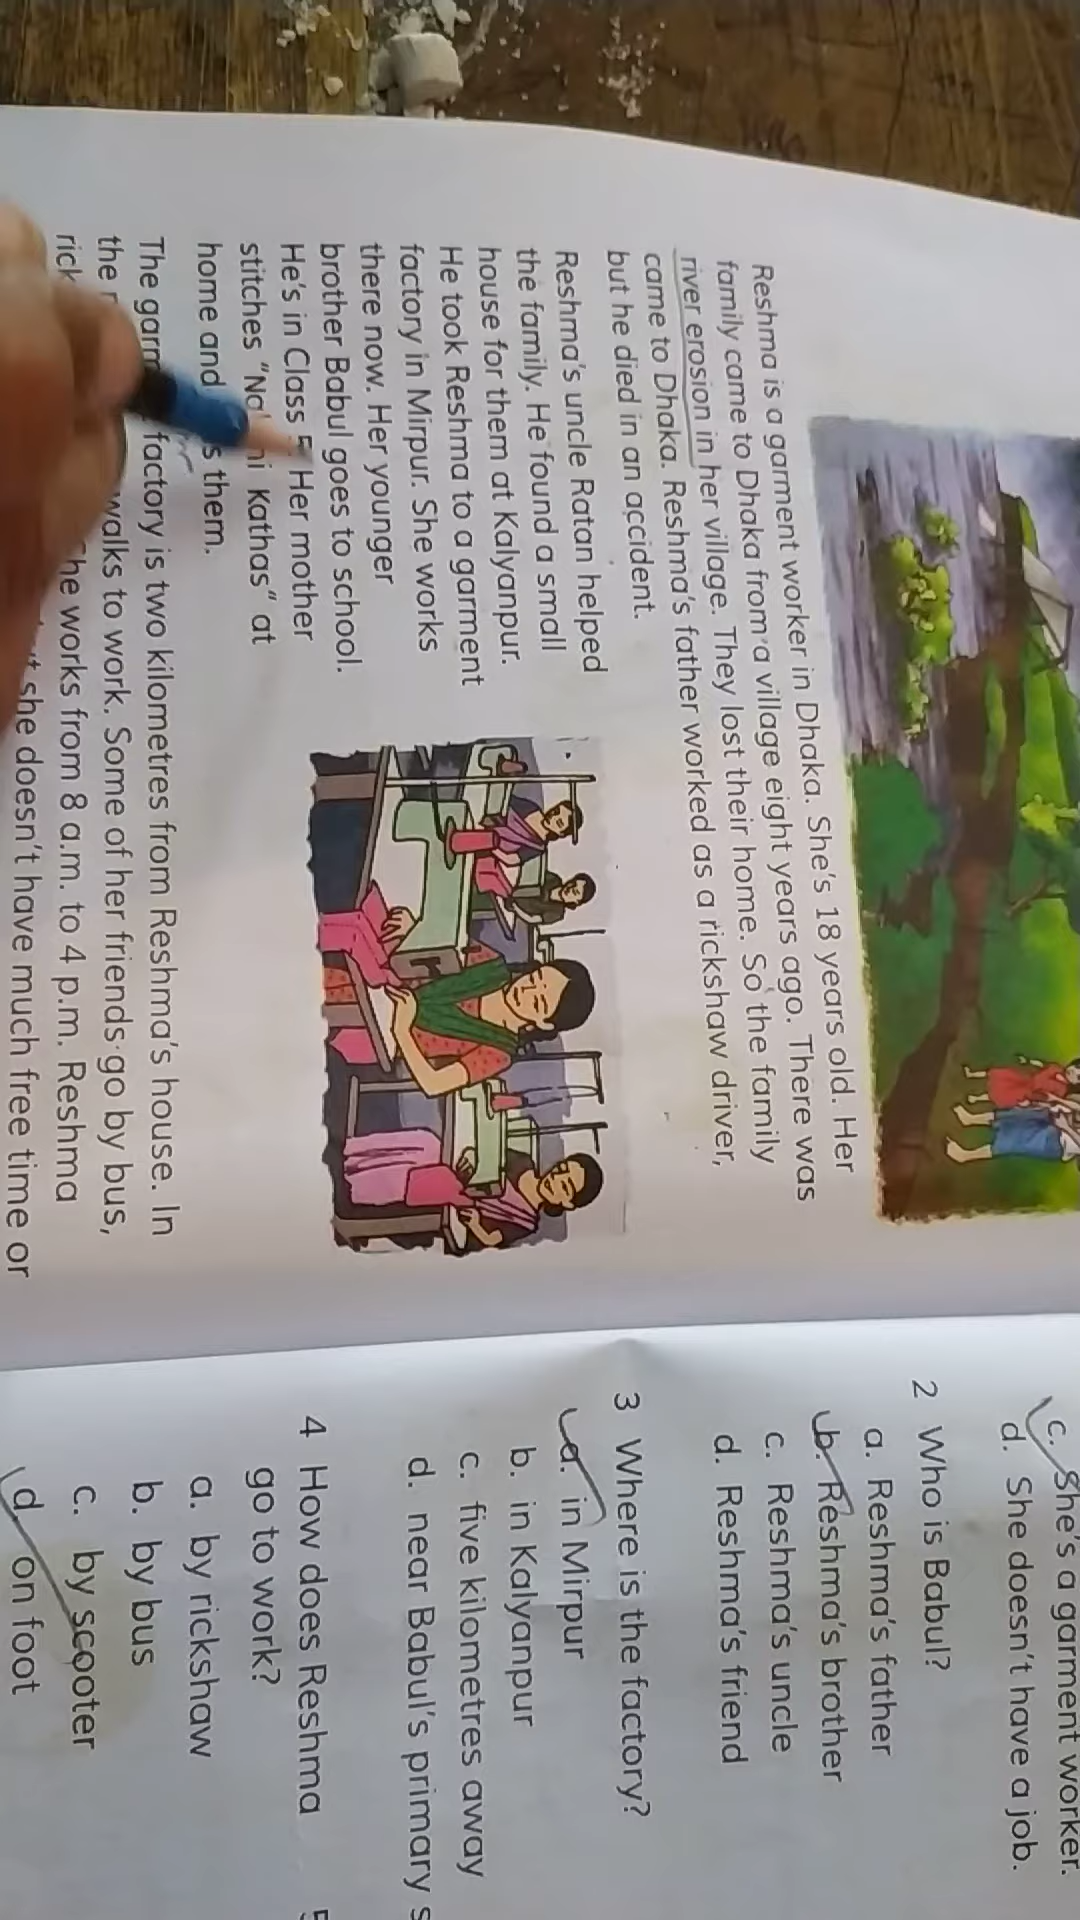 Reshma is a garment worker in Dhaka. She's 18 years old. Her
family came to Dhaka from a village eight years ago. There was
river erosion in her village. They lost their home. So the family
came to Dhaka. Reshma's father worked as a rickshaw driver,
but he died in an accident.
Reshma's uncle Ratan helped
the family. He found a small
house for them at Kalyanpur.
He took Reshma to a garment
factory in Mirpur. She works
there now. Her younger
brother Babul goes to school.
He's in Class 5. Her mother
stitches Kathas" at
home and them.
The factory is two kilometres from Reshma's house. In
the walks to work. Some of her friends go by bus,
works from 8 a.m. to 4 p.m. Reshma
she doesn't have much free time or
c. She's a garment worker.
d. She doesn't have a job.
2 Who is Babul?
a. Reshma's father
b. Reshma's brother
c. Reshma's uncle
d. Reshma's friend
3 Where is the factory?
a. in Mirpur
b. in Kalyanpur
c. five kilometres away
d. near Babul's primary
4 How does Reshma
go to work?
a. by rickshaw
b. by bus
c. by scooter
d. on foot